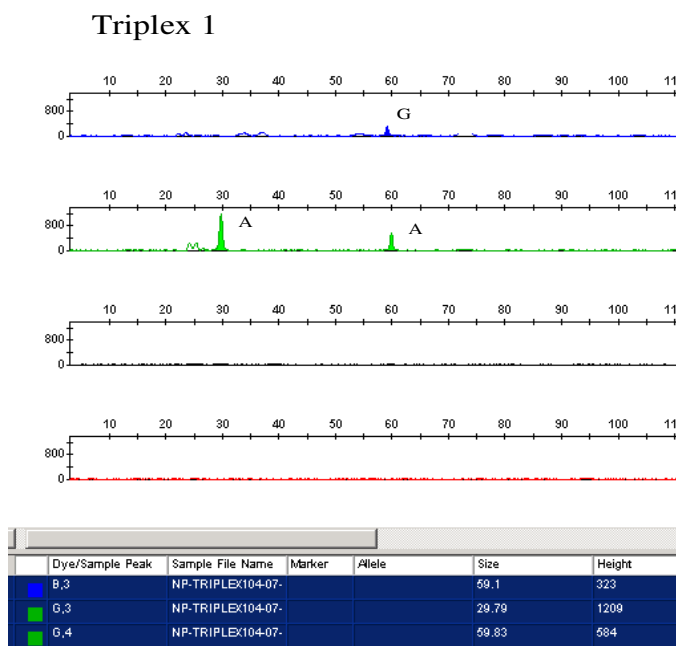 Triplex 1
10 20 30 40 50 60 70 80 90 100 11
800
0
G
10 20 30 40 50 60 70 80 90 100 11
800
0
A A
10 20 30 40 50 60 70 80 90 100 11
800
0
10 20 30 40 50 60 70 80 90 100 11
800
0
Dye/Sample Peak Sample File Name Marker Allele Size Height
B,3 NP-TRIPLEX104-07- 59.1 323
G,3 NP-TRIPLEX104-07- 29.79 1209
G,4 NP-TRIPLEX104-07- 59.83 584